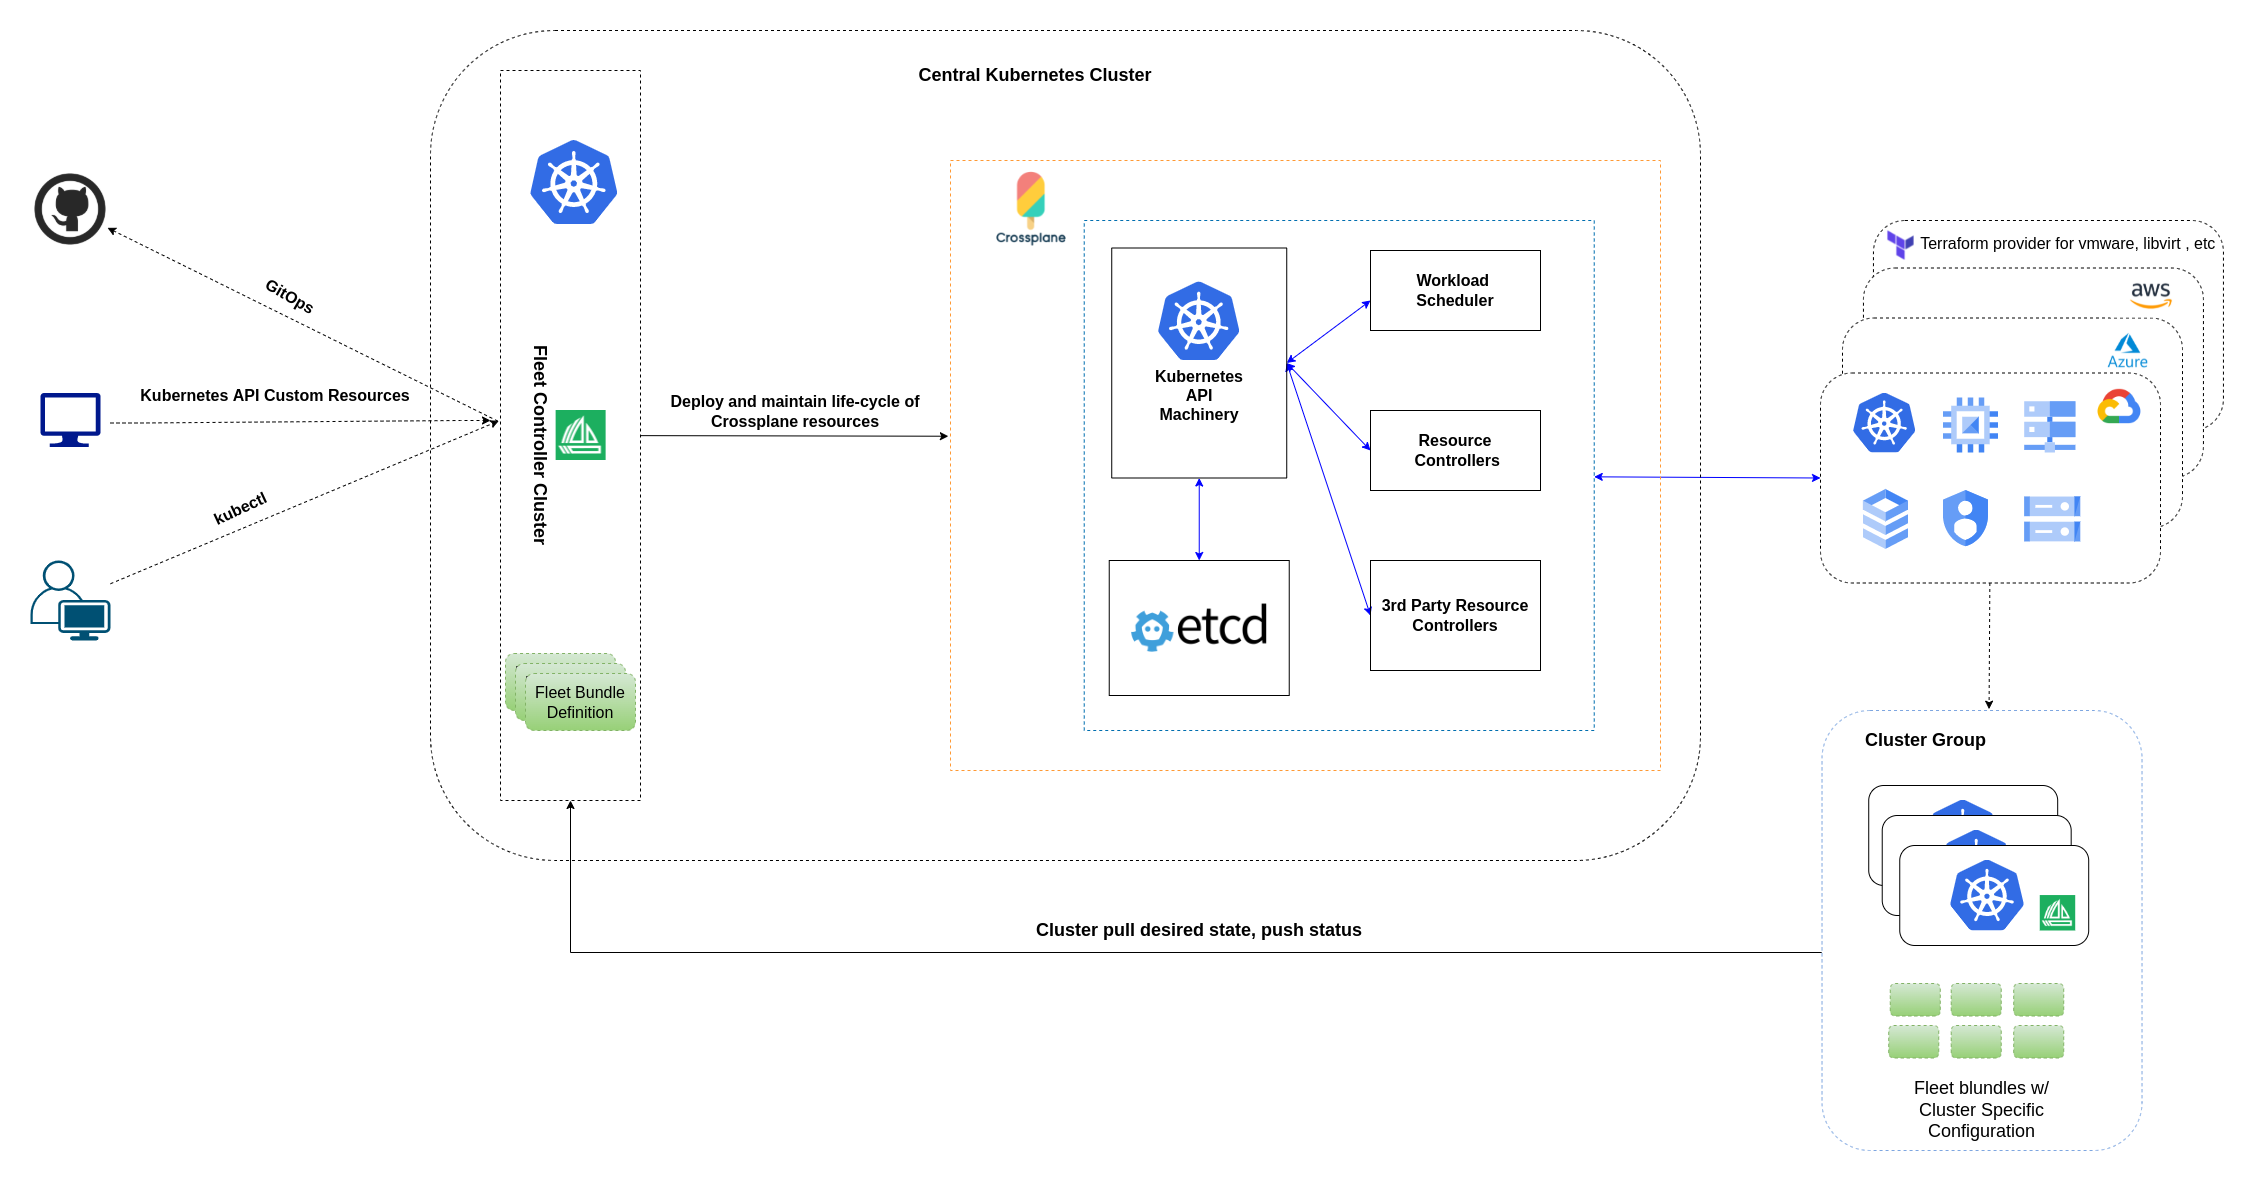 Central Kubernetes Cluster
GitOps
Kubernetes API Custom Resources
kubectl
Fleet Controller Cluster
Fleet Bundle
Definition
Deploy and maintain life-cycle of
Crossplane resources
Crossplane
Kubernetes
API
Machinery
etcd
Workload
Scheduler
Resource
Controllers
3rd Party Resource
Controllers
Terraform provider for vmware, libvirt , etc
aws
Azure
Cluster Group
Fleet blundles w/
Cluster Specific
Configuration
Cluster pull desired state, push status